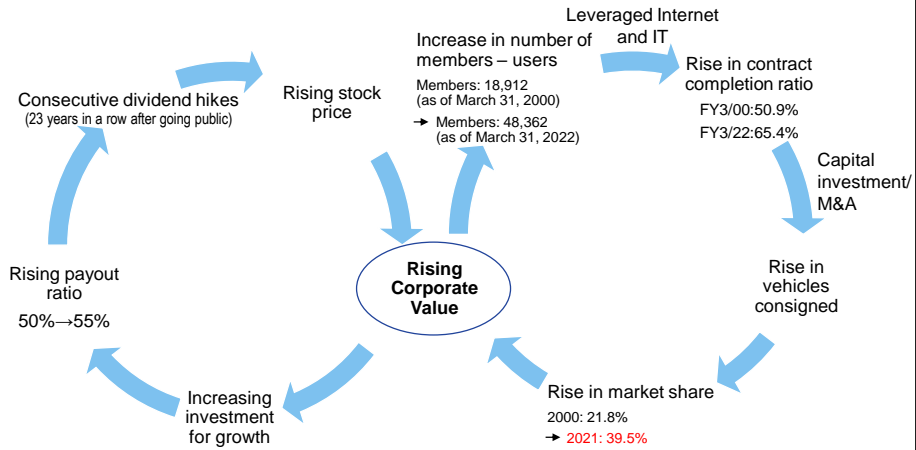 Leveraged Internet
and IT
Increase in number of
members – users
Members: 18,912
(as of March 31, 2000)
➔ Members: 48,362
(as of March 31, 2022)
Rise in contract
completion ratio
FY3/00:50.9%
FY3/22:65.4%
Capital
investment/
M&A
Rise in
vehicles
consigned
Rise in market share
2000: 21.8%
➔ 2021: 39.5%
Rising
Corporate
Value
Increasing
investment
for growth
Rising payout
ratio
50%→55%
Consecutive dividend hikes
(23 years in a row after going public)
Rising stock
price